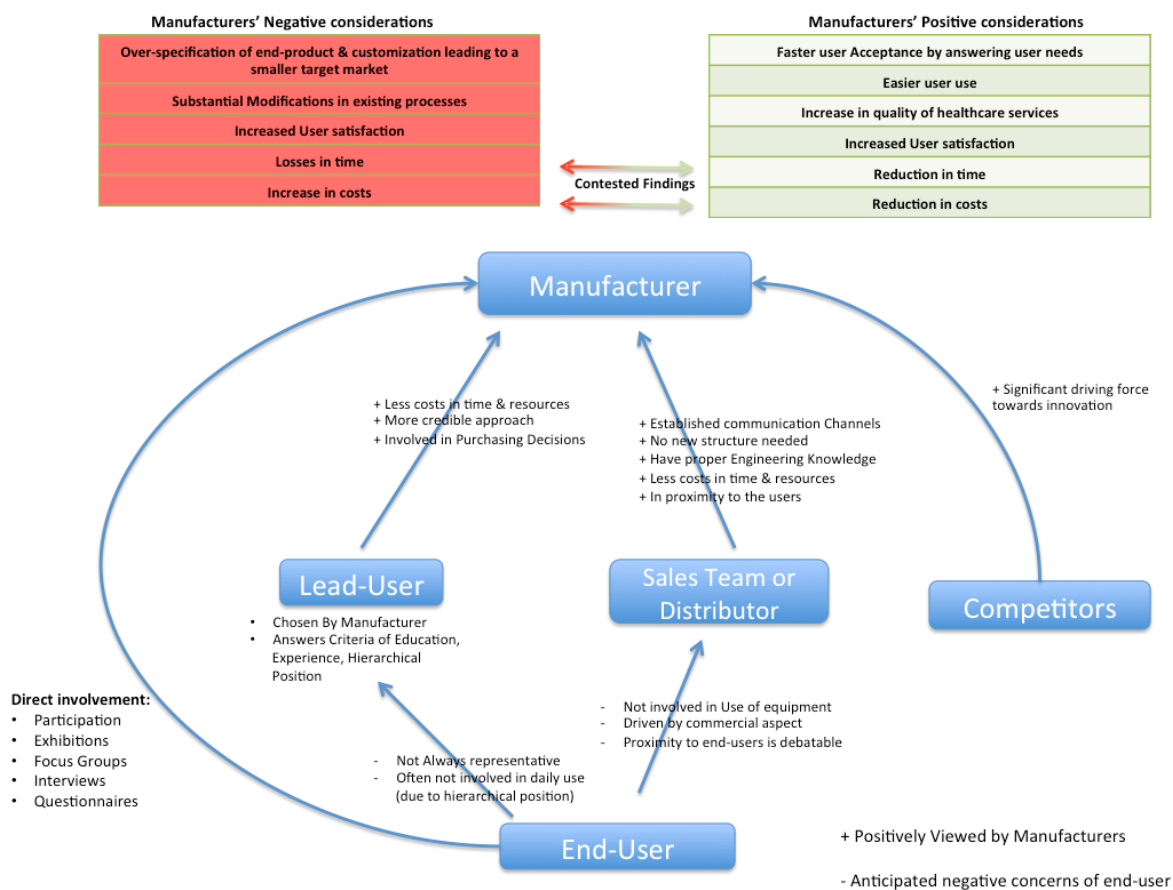 Manufacturers' Negative considerations
Over-specification of end-product & customization leading to a
smaller target market
Substantial Modifications in existing processes
Increased User satisfaction
Losses in time
Increase in costs
Contested Findings
Manufacturers' Positive considerations
Faster user Acceptance by answering user needs
Easier user use
Increase in quality of healthcare services
Increased User satisfaction
Reduction in time
Reduction in costs
Manufacturer
+ Less costs in time & resources
+ More credible approach
+ Involved in Purchasing Decisions
+ Established communication Channels
+ No new structure needed
+ Have proper Engineering Knowledge
+ Less costs in time & resources
+ In proximity to the users
+ Significant driving force
towards innovation
Lead-User
• Chosen By Manufacturer
• Answers Criteria of Education,
Experience, Hierarchical
Position
Sales Team or
Distributor
Competitors
Direct involvement:
• Participation
• Exhibitions
• Focus Groups
• Interviews
• Questionnaires
- Not Always representative
- Often not involved in daily use
(due to hierarchical position)
- Not involved in Use of equipment
- Driven by commercial aspect
- Proximity to end-users is debatable
End-User
+ Positively Viewed by Manufacturers
- Anticipated negative concerns of end-user